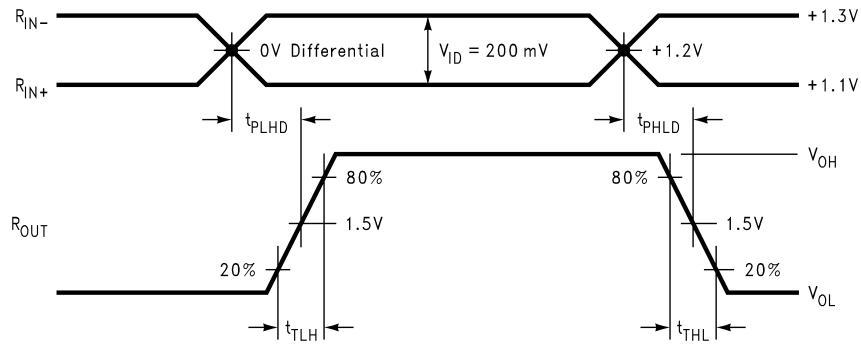 R_IN- +1.3V
0V Differential V_ID = 200 mV +1.2V
R_IN+ +1.1V
t_PLHD t_PHLD
V_OH
80% 80%
R_OUT 1.5V 1.5V
20% 20%
V_OL
t_TLH t_THL